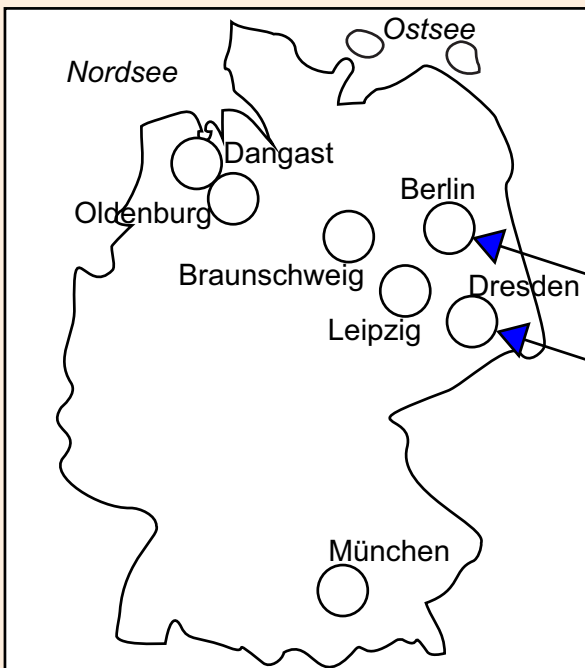 Ostsee
Nordsee
Dangast
Berlin
Oldenburg
Braunschweig
Dresden
Leipzig
München